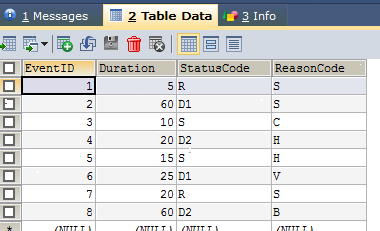 1 Messages 2 Table Data 3 Info
EventID Duration StatusCode ReasonCode
1 5 R S
2 60 D1 S
3 10 S C
4 20 D2 H
5 15 S H
6 25 D1 V
7 20 R S
8 60 D2 B
* (NULL) (NULL) (NULL) (NULL)